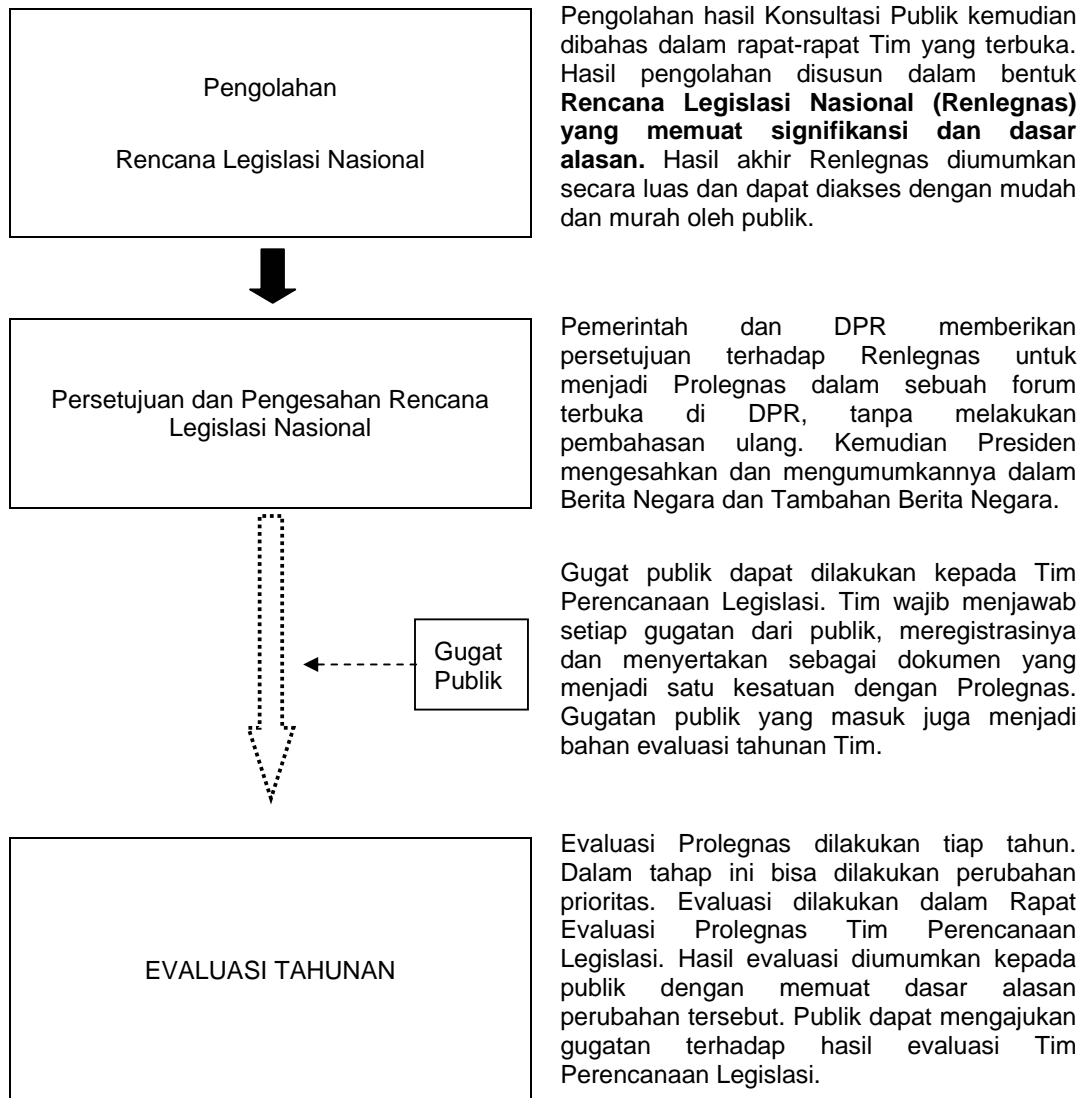 Pengolahan
Rencana Legislasi Nasional
Pengolahan hasil Konsultasi Publik kemudian
dibahas dalam rapat-rapat Tim yang terbuka.
Hasil pengolahan disusun dalam bentuk
Rencana Legislasi Nasional (Renlegnas)
yang memuat signifikansi dan dasar
alasan. Hasil akhir Renlegnas diumumkan
secara luas dan dapat diakses dengan mudah
dan murah oleh publik.
Persetujuan dan Pengesahan Rencana
Legislasi Nasional
Pemerintah dan DPR memberikan
persetujuan terhadap Renlegnas untuk
menjadi Prolegnas dalam sebuah forum
terbuka di DPR, tanpa melakukan
pembahasan ulang. Kemudian Presiden
mengesahkan dan mengumumkannya dalam
Berita Negara dan Tambahan Berita Negara.
Gugat
Publik
Gugat publik dapat dilakukan kepada Tim
Perencanaan Legislasi. Tim wajib menjawab
setiap gugatan dari publik, meregistrasinya
dan menyertakan sebagai dokumen yang
menjadi satu kesatuan dengan Prolegnas.
Gugatan publik yang masuk juga menjadi
bahan evaluasi tahunan Tim.
EVALUASI TAHUNAN
Evaluasi Prolegnas dilakukan tiap tahun.
Dalam tahap ini bisa dilakukan perubahan
prioritas. Evaluasi dilakukan dalam Rapat
Evaluasi Prolegnas Tim Perencanaan
Legislasi. Hasil evaluasi diumumkan kepada
publik dengan memuat dasar alasan
perubahan tersebut. Publik dapat mengajukan
gugatan terhadap hasil evaluasi Tim
Perencanaan Legislasi.